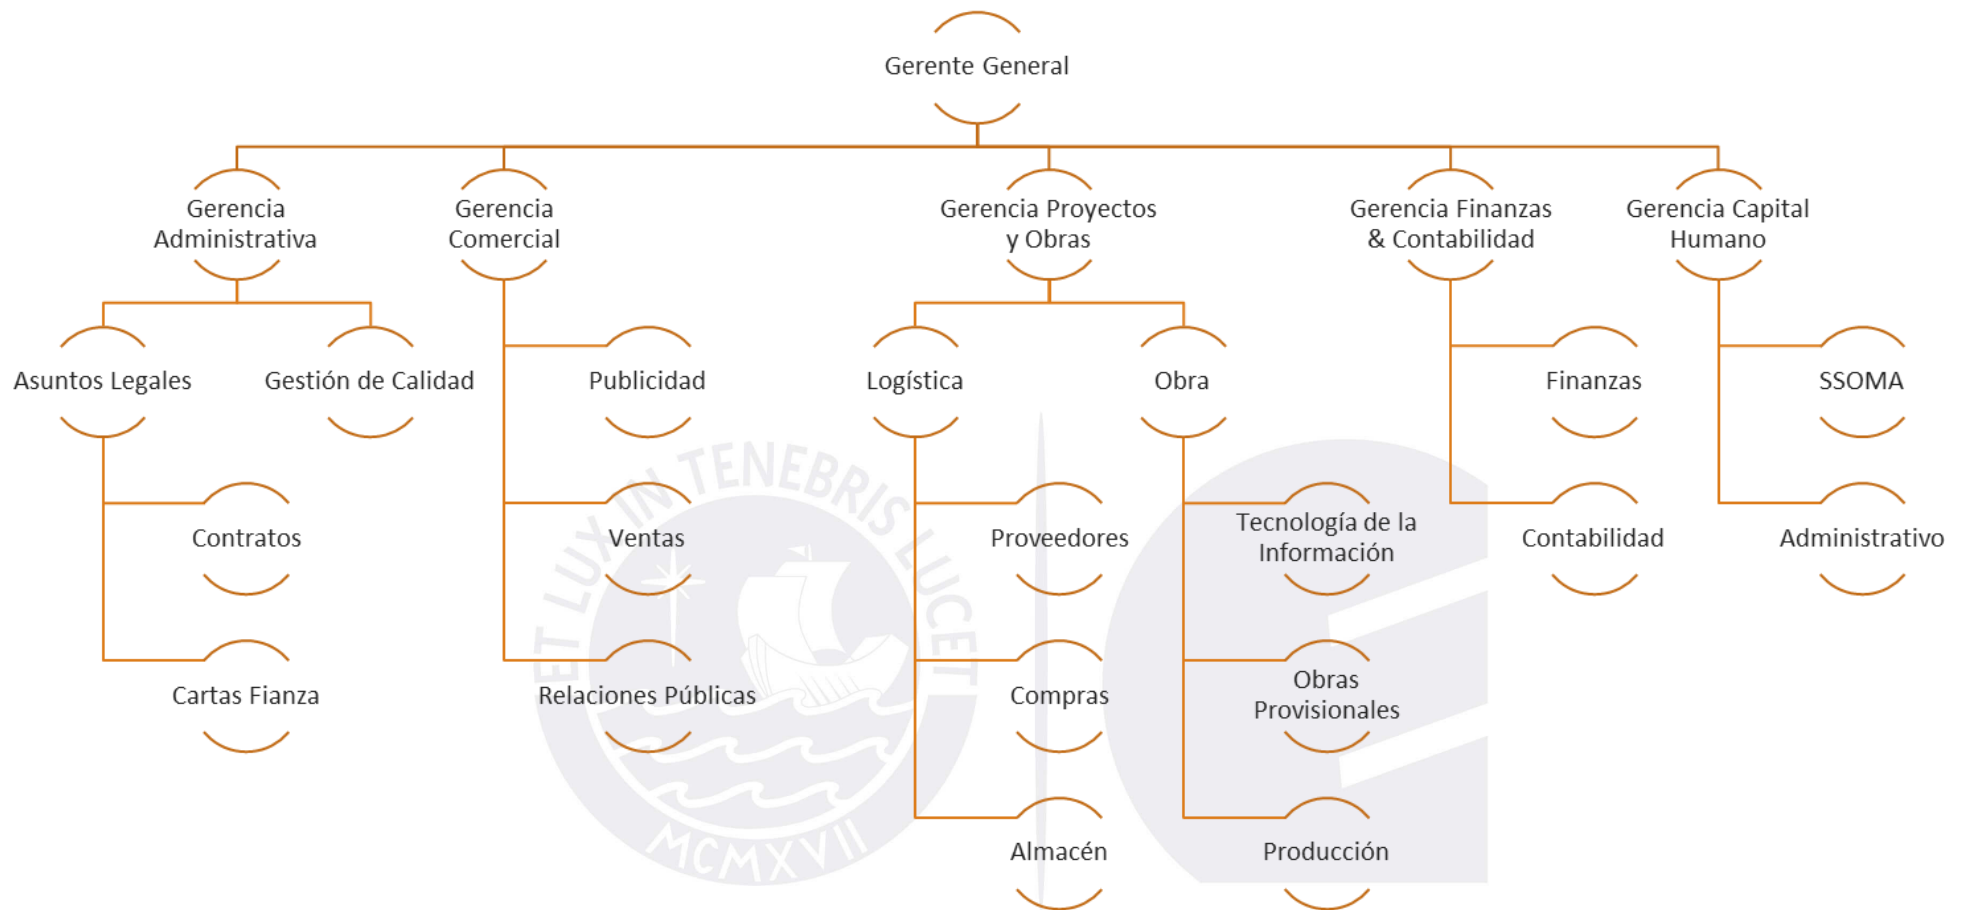 Gerente General
Gerencia
Administrativa
Gerencia
Comercial
Gerencia Proyectos
y Obras
Gerencia Finanzas
& Contabilidad
Gerencia Capital
Humano
Asuntos Legales
Gestión de Calidad
Publicidad
Logística
Obra
Finanzas
SSOMA
Contratos
Ventas
Proveedores
Tecnología de la
Información
Contabilidad
Administrativo
Cartas Fianza
Relaciones Públicas
Compras
Obras
Provisionales
Almacén
Producción
ET LUX IN TENEBRIS LUCET
MCMXVII